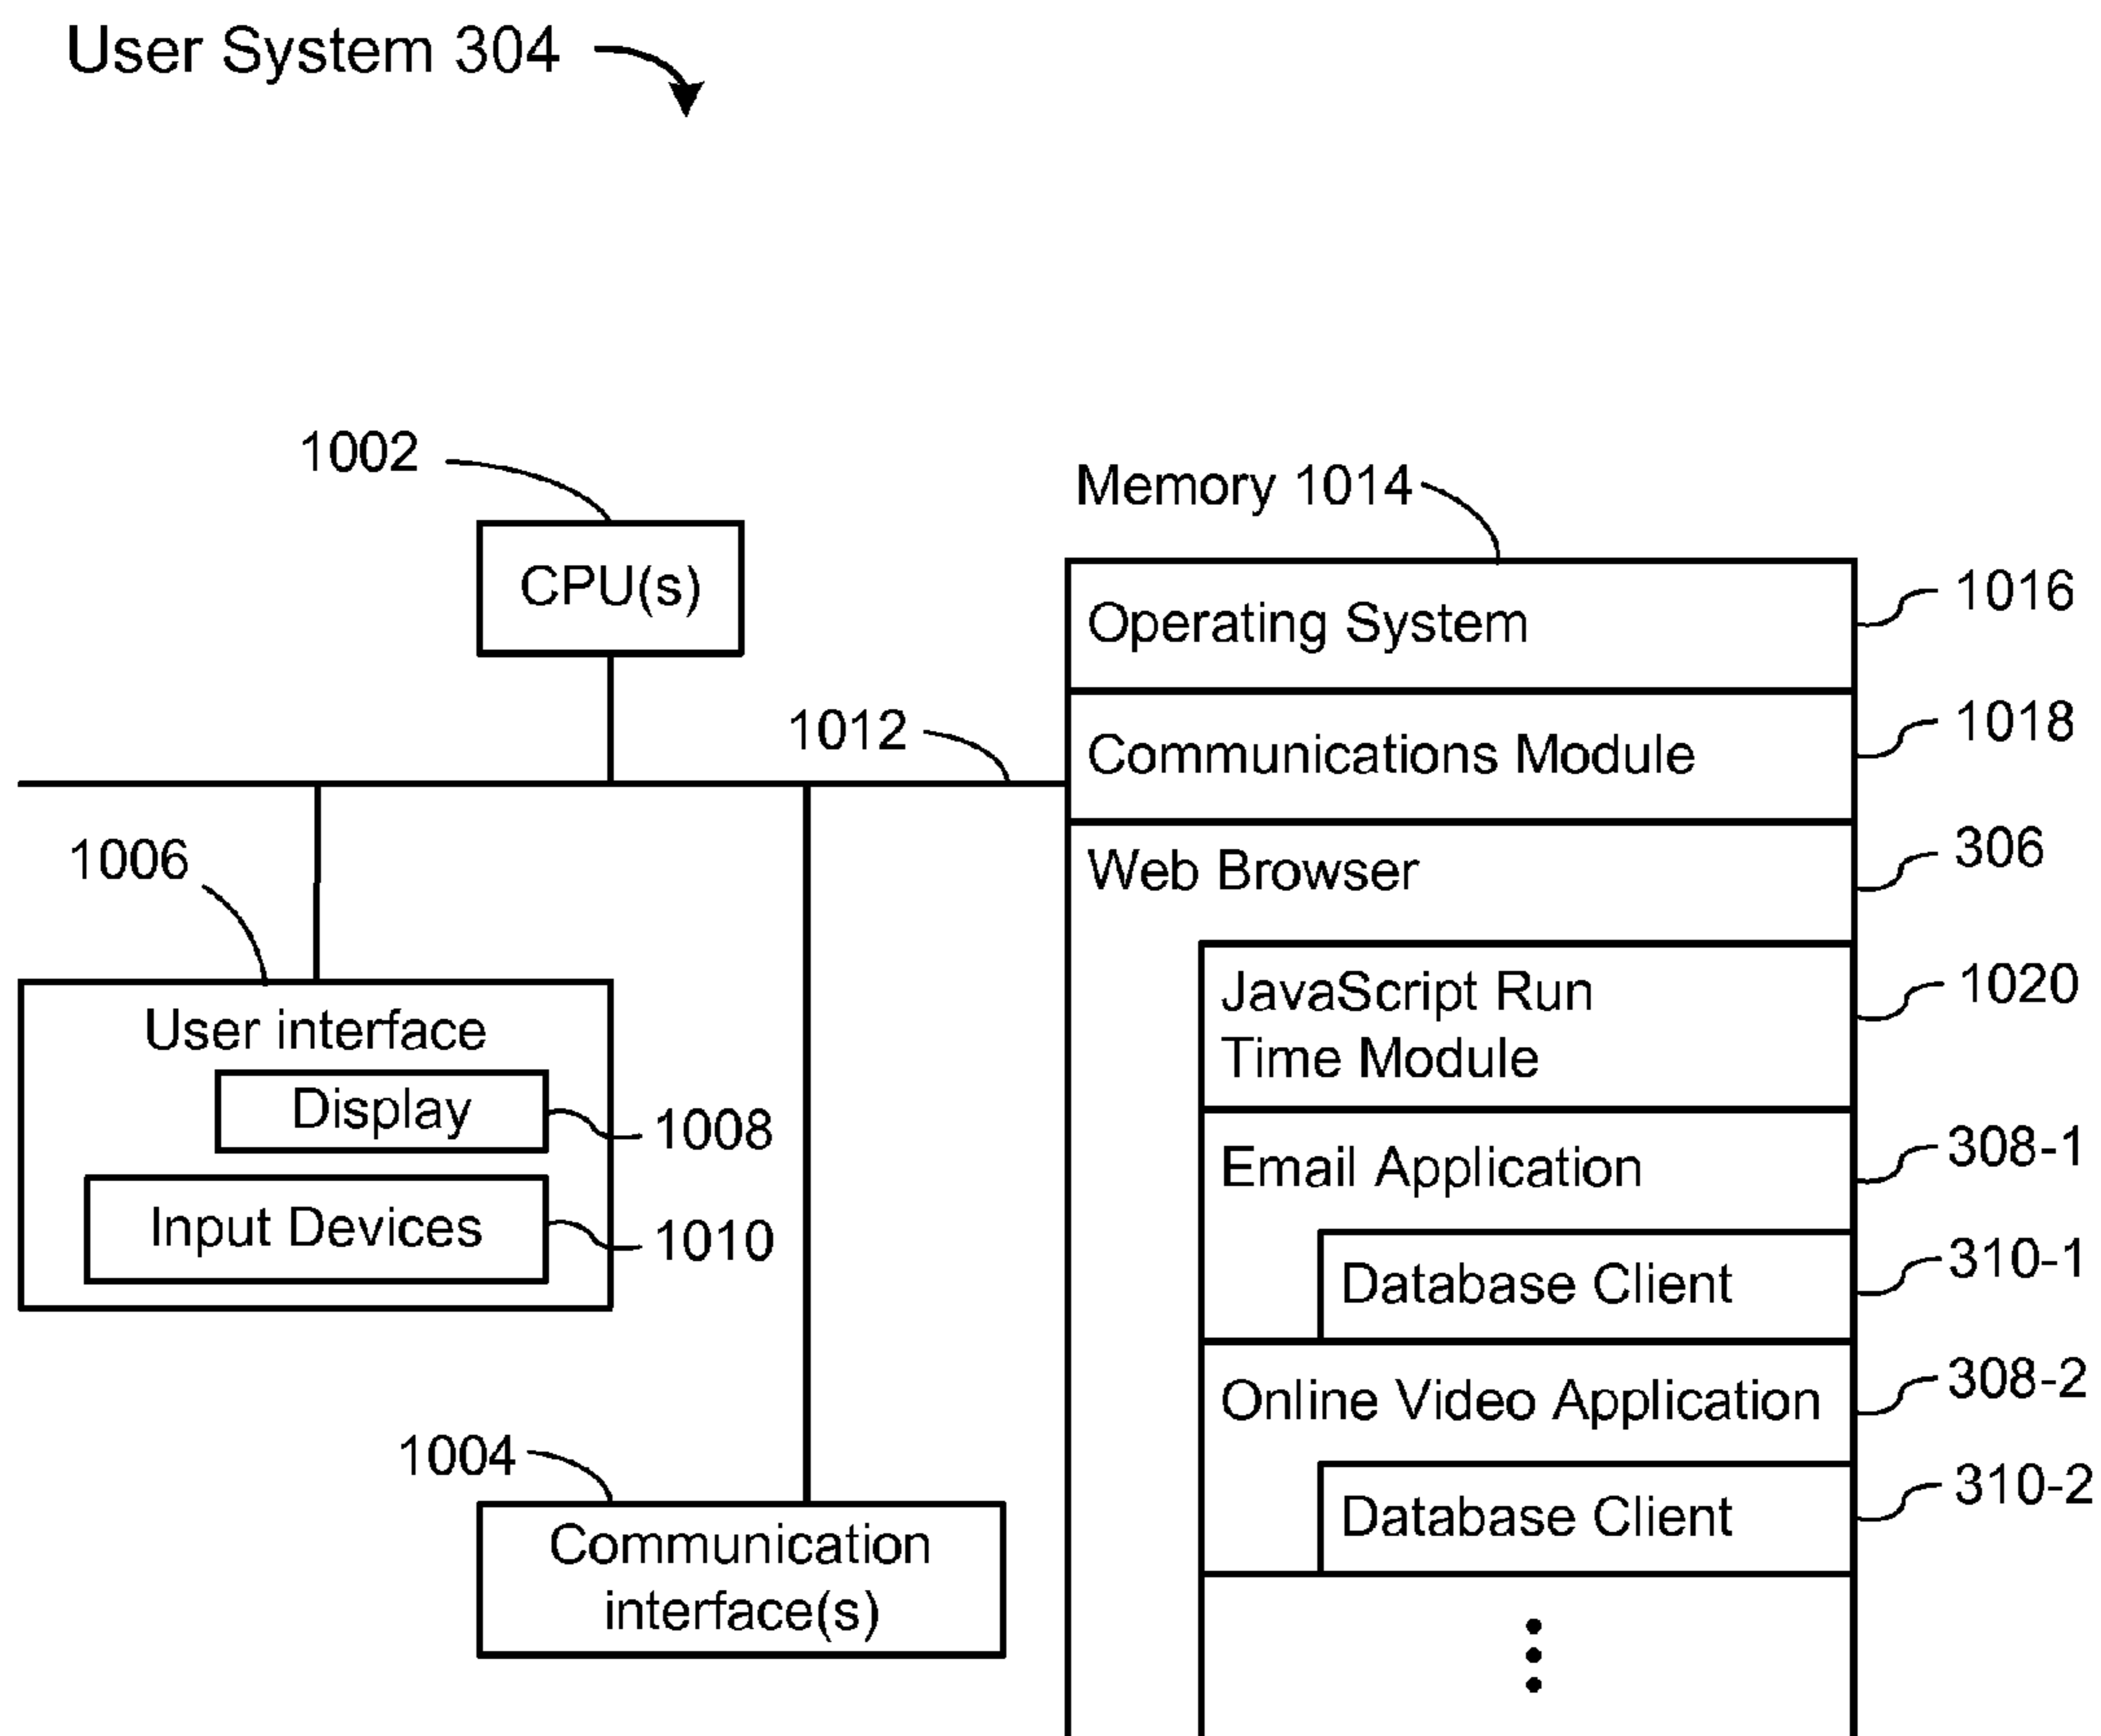 User System 304
1002
CPU(s)
1012
1006
User interface
Display
1008
Input Devices
1010
1004
Communication
interface(s)
Memory 1014
Operating System
1016
Communications Module
1018
Web Browser
306
JavaScript Run
Time Module
1020
Email Application
308-1
Database Client
310-1
Online Video Application
308-2
Database Client
310-2